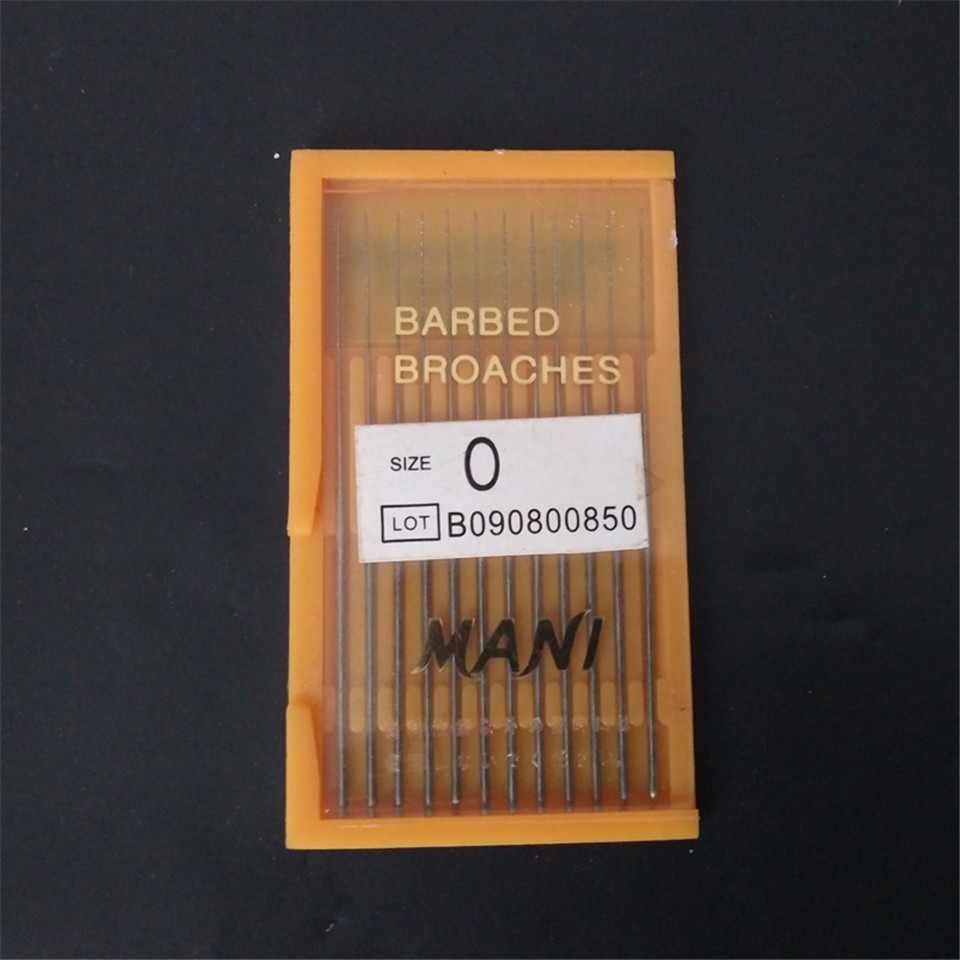 BARBED
BROACHES
SIZE 0
LOT B090800850
MANI